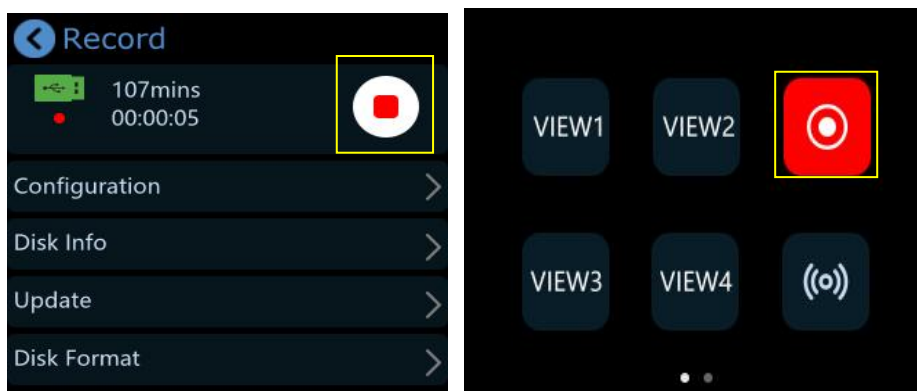 Record
107mins
00:00:05
Configuration
Disk Info
Update
Disk Format
VIEW1 VIEW2
VIEW3 VIEW4